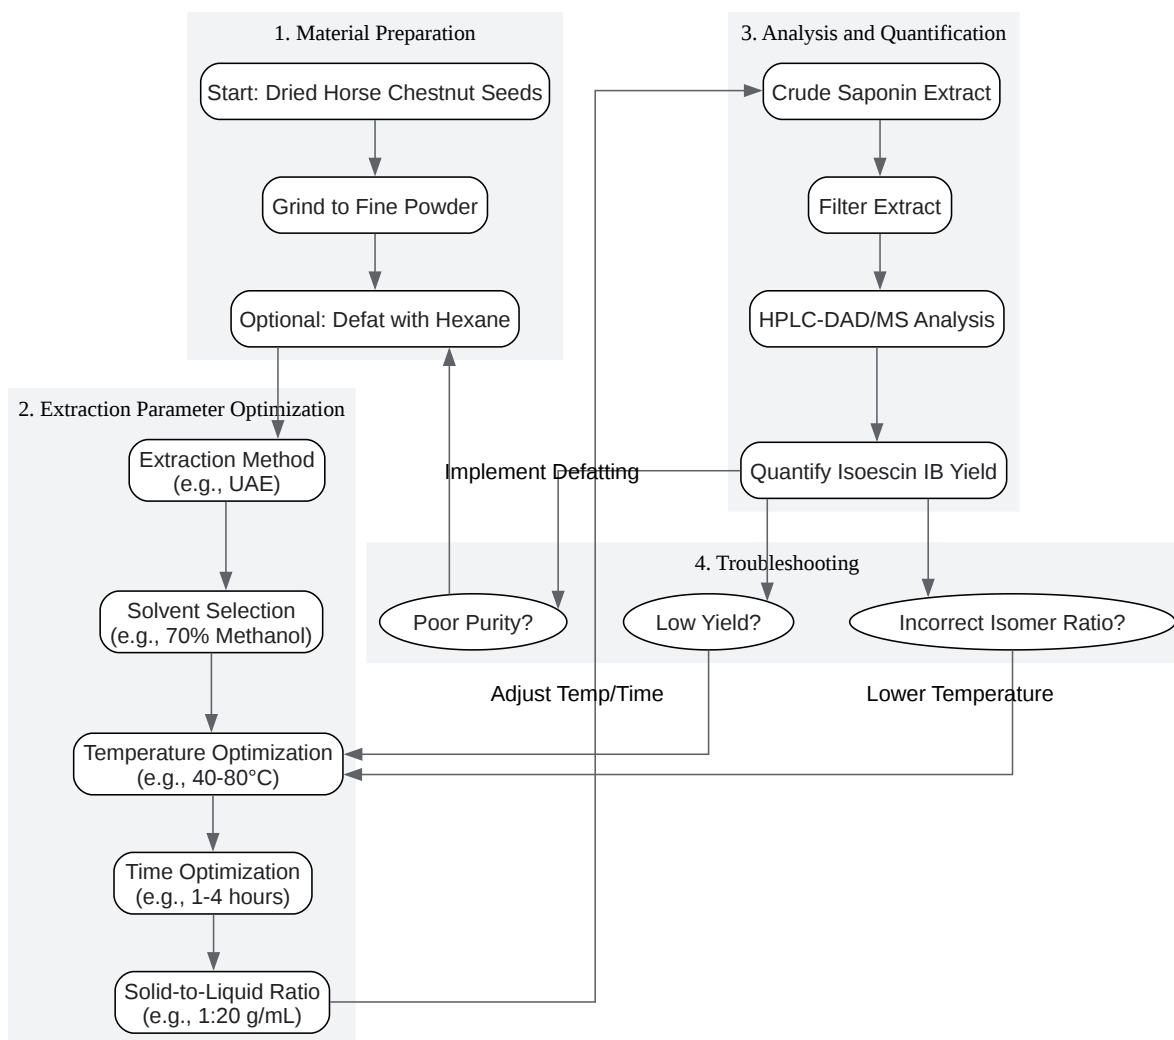 1. Material Preparation
Start: Dried Horse Chestnut Seeds
Grind to Fine Powder
Optional: Defat with Hexane
2. Extraction Parameter Optimization
Extraction Method
(e.g., UAE)
Solvent Selection
(e.g., 70% Methanol)
Temperature Optimization
(e.g., 40-80°C)
Time Optimization
(e.g., 1-4 hours)
Solid-to-Liquid Ratio
(e.g., 1:20 g/mL)
3. Analysis and Quantification
Crude Saponin Extract
Filter Extract
HPLC-DAD/MS Analysis
Quantify Isoescin IB Yield
Implement Defatting
4. Troubleshooting
Poor Purity?
Low Yield?
Incorrect Isomer Ratio?
Adjust Temp/Time
Lower Temperature